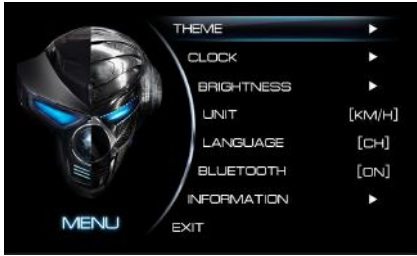 THEME
CLOCK
BRIGHTNESS
UNIT [KM/H]
LANGUAGE [CH]
BLUETOOTH [ON]
INFORMATION
EXIT
MENU